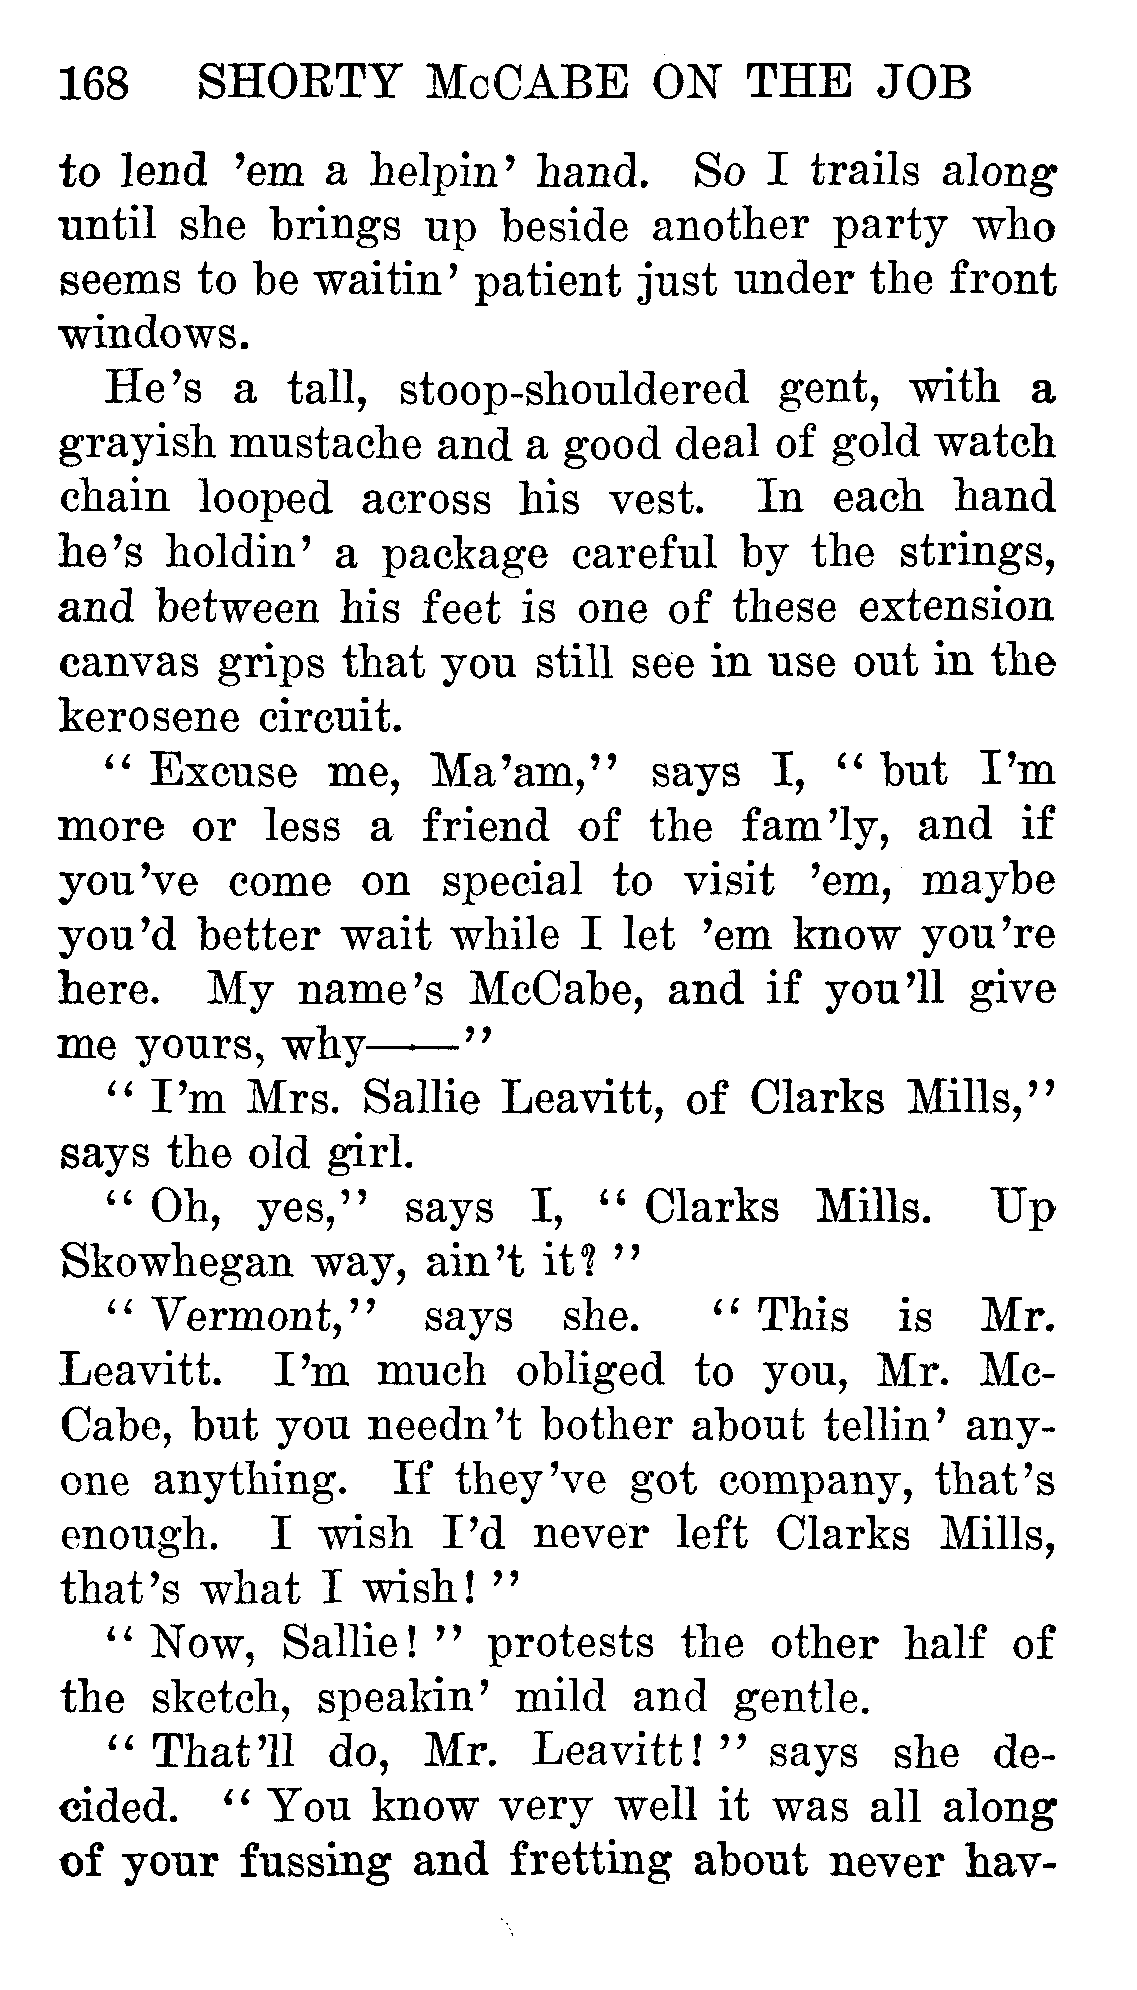 168 SHORTY McCABE ON THE JOB
to lend 'em a helpin' hand. So I trails along
until she brings up beside another party who
seems to be waitin' patient just under the front
windows.
He's a tall, stoop-shouldered gent, with a
grayish mustache and a good deal of gold watch
chain looped across his vest. In each hand
he's holdin' a package careful by the strings,
and between his feet is one of these extension
canvas grips that you still see in use out in the
kerosene circuit.
" Excuse me, Ma'am," says I, " but I'm
more or less a friend of the fam'ly, and if
you've come on special to visit 'em, maybe
you'd better wait while I let 'em know you're
here. My name's McCabe, and if you'll give
me yours, why——"
" I'm Mrs. Sallie Leavitt, of Clarks Mills,"
says the old girl.
" Oh, yes," says I, " Clarks Mills. Up
Skowhegan way, ain't it? "
" Vermont," says she. " This is Mr.
Leavitt. I'm much obliged to you, Mr. Mc-
Cabe, but you needn't bother about tellin' any-
one anything. If they've got company, that's
enough. I wish I'd never left Clarks Mills,
that's what I wish! "
" Now, Sallie! " protests the other half of
the sketch, speakin' mild and gentle.
" That'll do, Mr. Leavitt! " says she de-
cided. " You know very well it was all along
of your fussing and fretting about never hav-